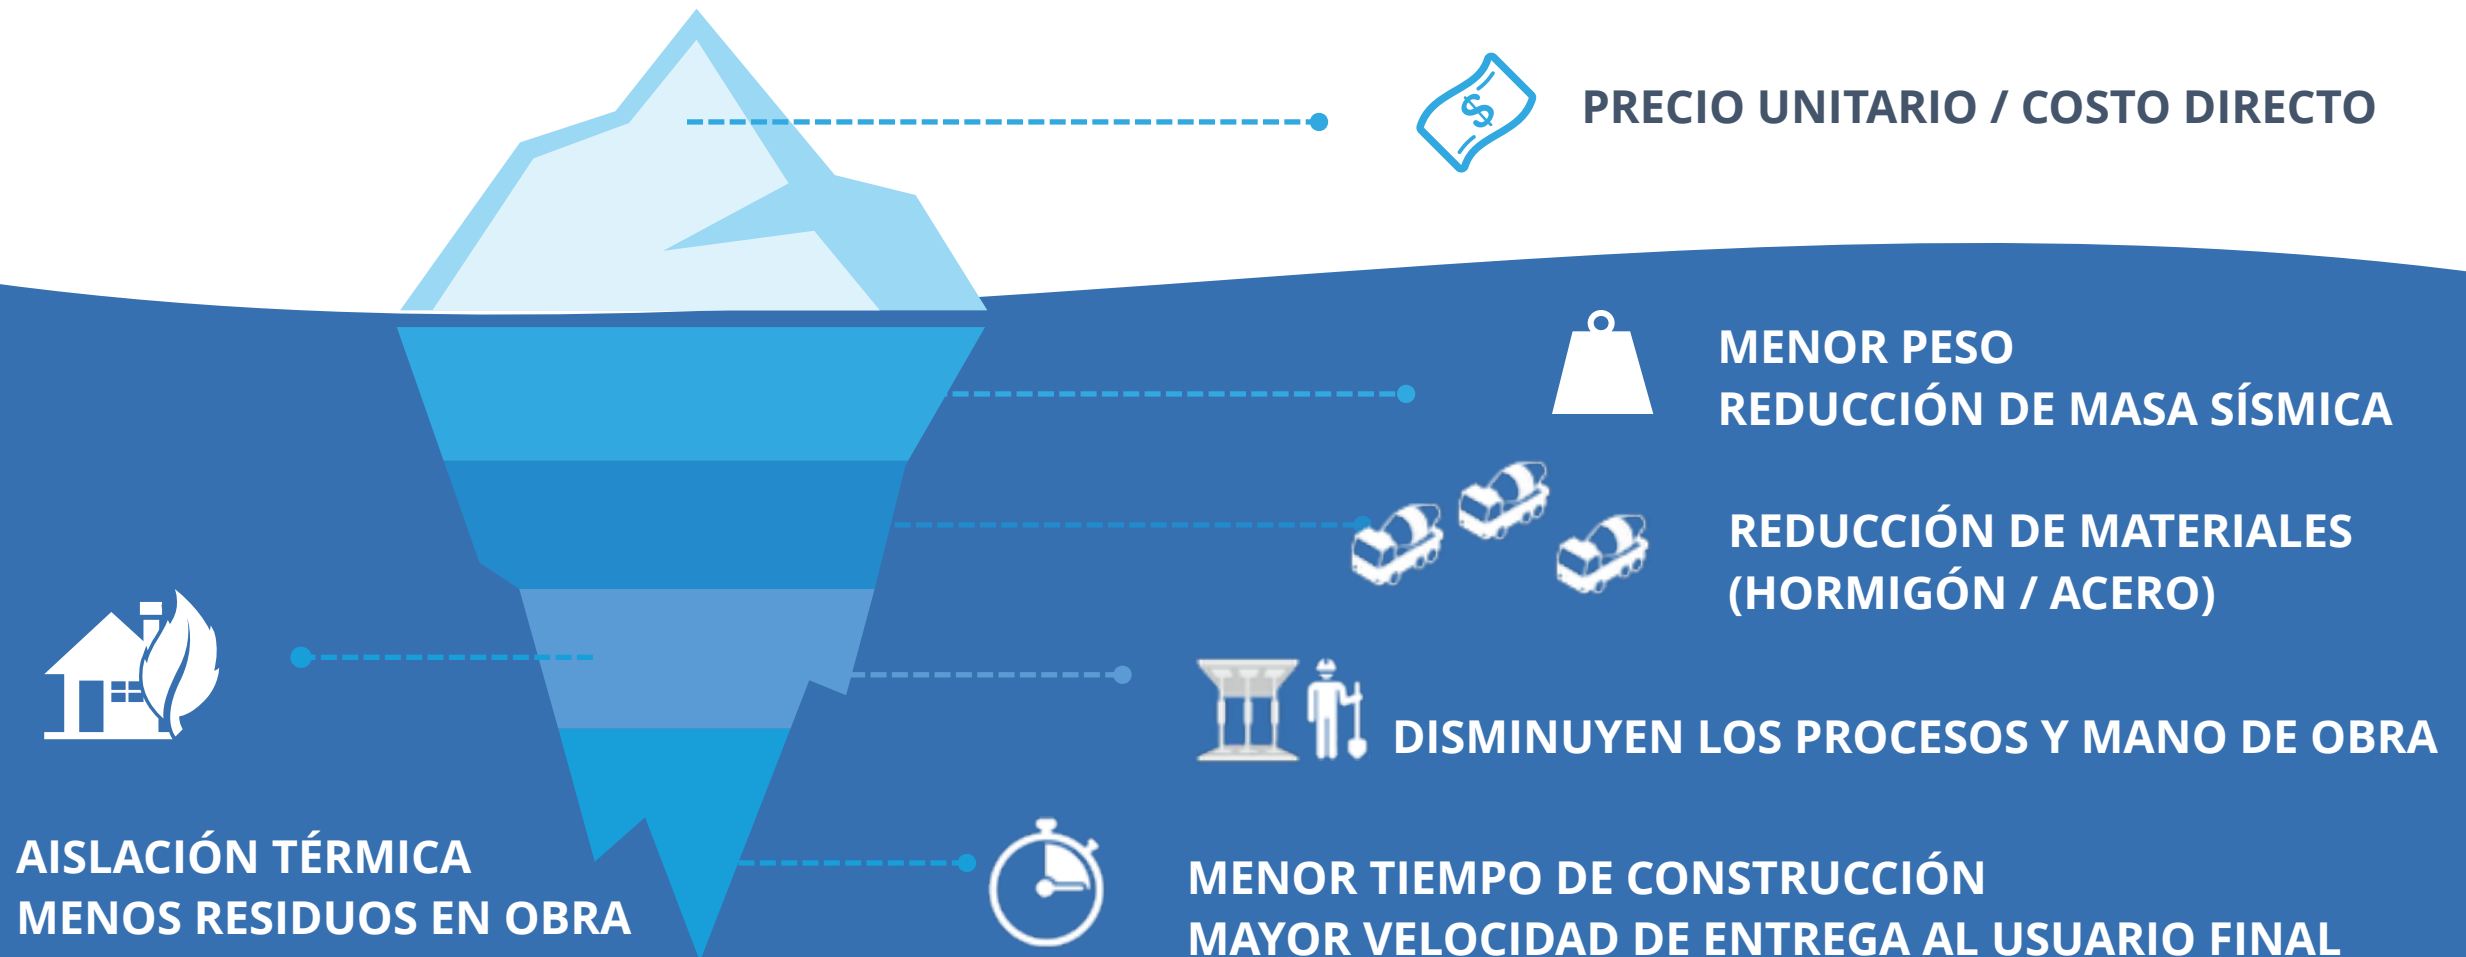 $
PRECIO UNITARIO / COSTO DIRECTO
MENOR PESO
REDUCCIÓN DE MASA SÍSMICA
REDUCCIÓN DE MATERIALES
(HORMIGÓN / ACERO)
DISMINUYEN LOS PROCESOS Y MANO DE OBRA
AISLACIÓN TÉRMICA
MENOS RESIDUOS EN OBRA
MENOR TIEMPO DE CONSTRUCCIÓN
MAYOR VELOCIDAD DE ENTREGA AL USUARIO FINAL